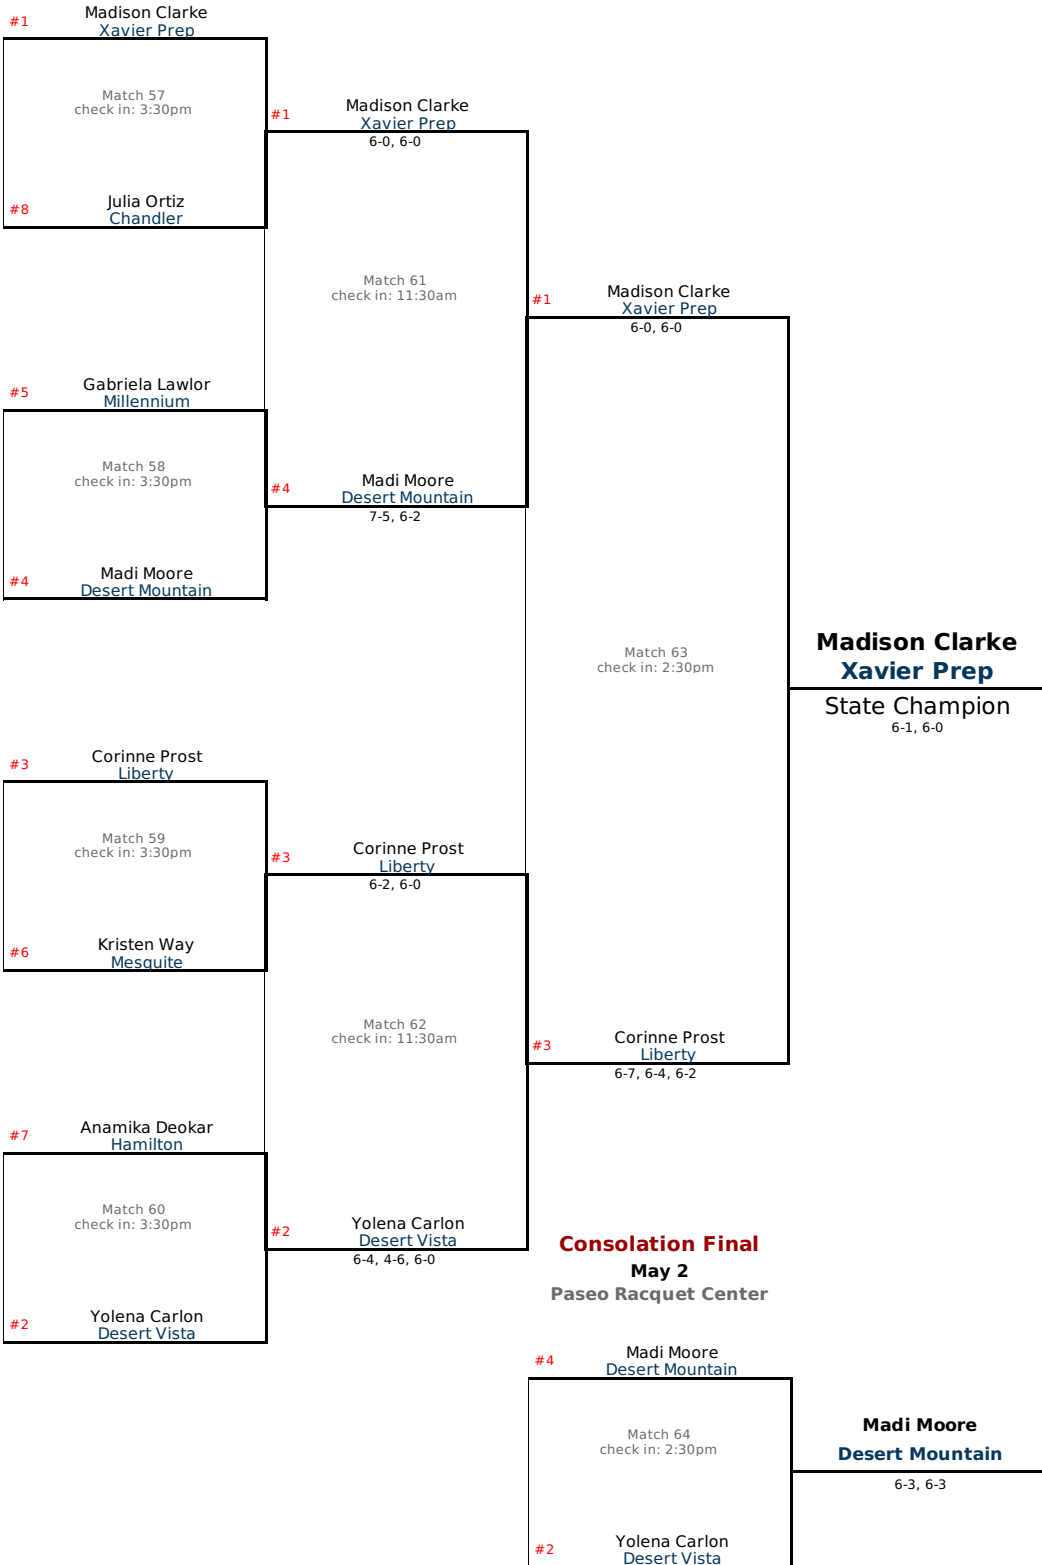 #1
Madison Clarke
Xavier Prep
Match 57
check in: 3:30pm
#8
Julia Ortiz
Chandler
#1
Madison Clarke
Xavier Prep
6-0, 6-0
Match 61
check in: 11:30am
#5
Gabriela Lawlor
Millennium
Match 58
check in: 3:30pm
#4
Madi Moore
Desert Mountain
#4
Madi Moore
Desert Mountain
7-5, 6-2
#1
Madison Clarke
Xavier Prep
6-0, 6-0
Match 63
check in: 2:30pm
Madison Clarke
Xavier Prep
State Champion
6-1, 6-0
#3
Corinne Prost
Liberty
Match 59
check in: 3:30pm
#6
Kristen Way
Mesquite
#3
Corinne Prost
Liberty
6-2, 6-0
Match 62
check in: 11:30am
#3
Corinne Prost
Liberty
6-7, 6-4, 6-2
#7
Anamika Deokar
Hamilton
Match 60
check in: 3:30pm
#2
Yolena Carlon
Desert Vista
#2
Yolena Carlon
Desert Vista
6-4, 4-6, 6-0
Consolation Final
May 2
Paseo Racquet Center
#4
Madi Moore
Desert Mountain
Match 64
check in: 2:30pm
#2
Yolena Carlon
Desert Vista
Madi Moore
Desert Mountain
6-3, 6-3